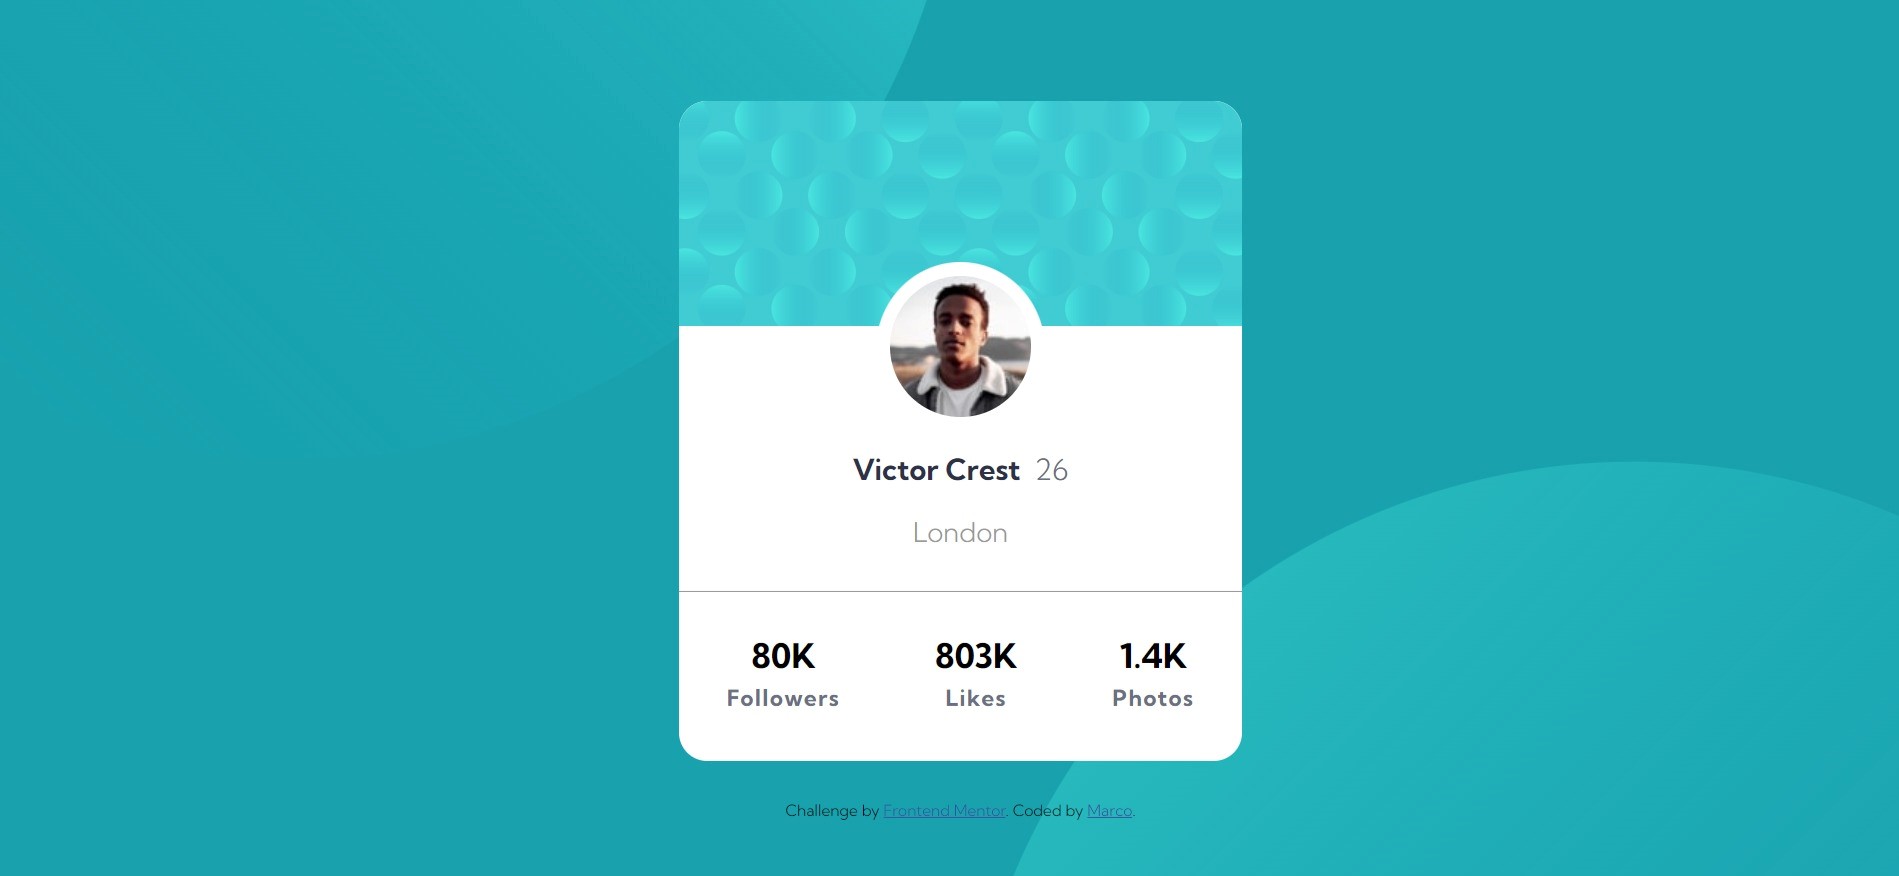 Victor Crest 26
London
80K 803K 1.4K
Followers Likes Photos
Challenge by Frontend Mentor. Coded by Marco.